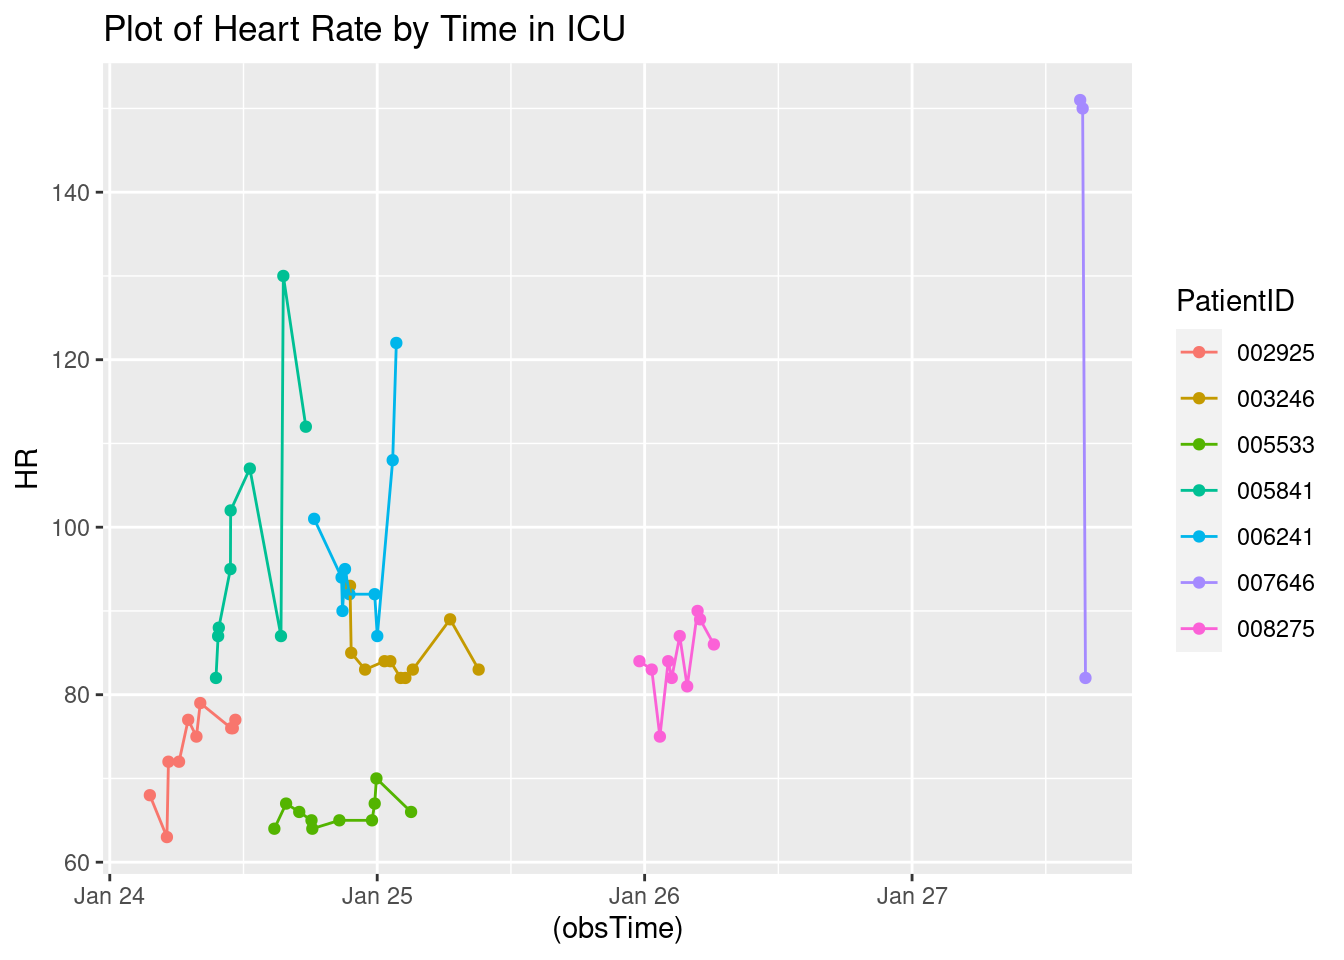 Plot of Heart Rate by Time in ICU
HR
140
120
100
80
60
Jan 24 Jan 25 Jan 26 Jan 27
(obsTime)
PatientID
002925
003246
005533
005841
006241
007646
008275